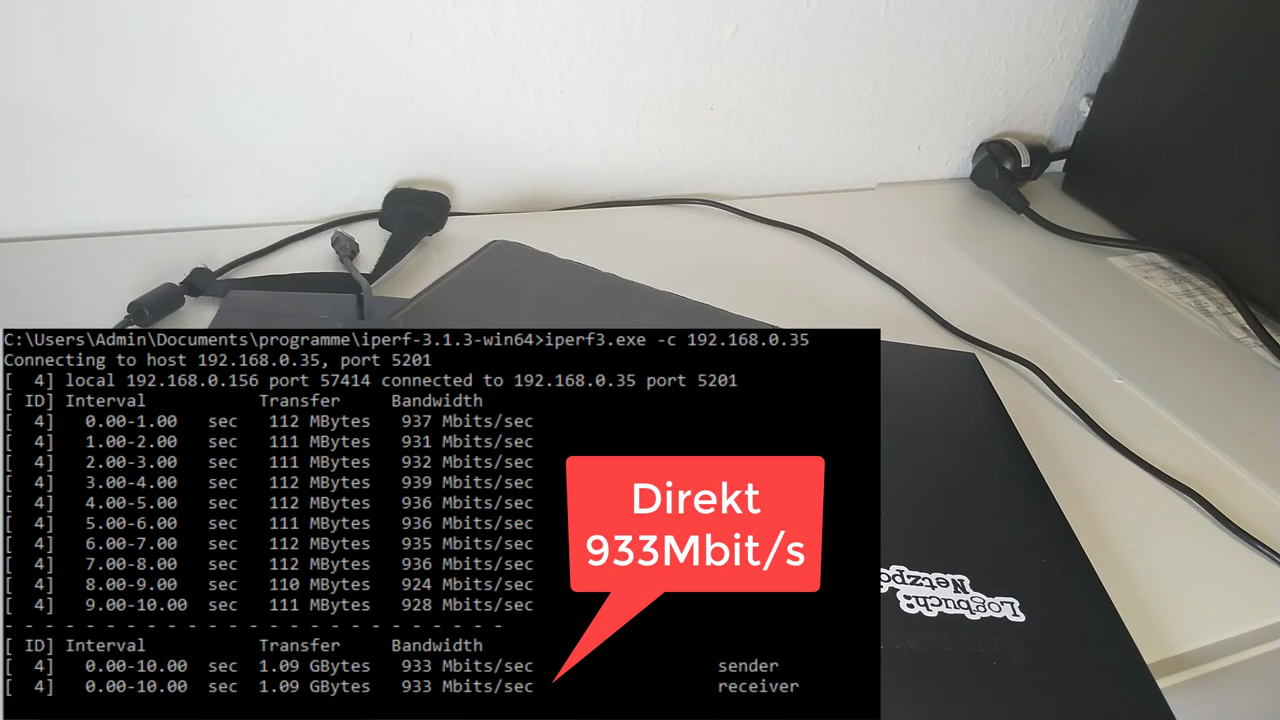 C:\Users\Admin\Documents\programme\iperf-3.1.3-win64>iperf3.exe -c 192.168.0.35
Connecting to host 192.168.0.35, port 5201
[  4] local 192.168.0.156 port 57414 connected to 192.168.0.35 port 5201
[ ID] Interval           Transfer     Bandwidth
[  4]   0.00-1.00   sec   112 MBytes   937 Mbits/sec
[  4]   1.00-2.00   sec   111 MBytes   931 Mbits/sec
[  4]   2.00-3.00   sec   111 MBytes   932 Mbits/sec
[  4]   3.00-4.00   sec   112 MBytes   939 Mbits/sec
[  4]   4.00-5.00   sec   112 MBytes   936 Mbits/sec
[  4]   5.00-6.00   sec   111 MBytes   936 Mbits/sec
[  4]   6.00-7.00   sec   112 MBytes   935 Mbits/sec
[  4]   7.00-8.00   sec   112 MBytes   936 Mbits/sec
[  4]   8.00-9.00   sec   110 MBytes   924 Mbits/sec
[  4]   9.00-10.00  sec   111 MBytes   928 Mbits/sec
- - - - - - - - - - - - - - - - - - - - - - - - -
[ ID] Interval           Transfer     Bandwidth
[  4]   0.00-10.00  sec  1.09 GBytes   933 Mbits/sec                  sender
[  4]   0.00-10.00  sec  1.09 GBytes   933 Mbits/sec                  receiver
Direkt
933Mbit/s
Logbuch: